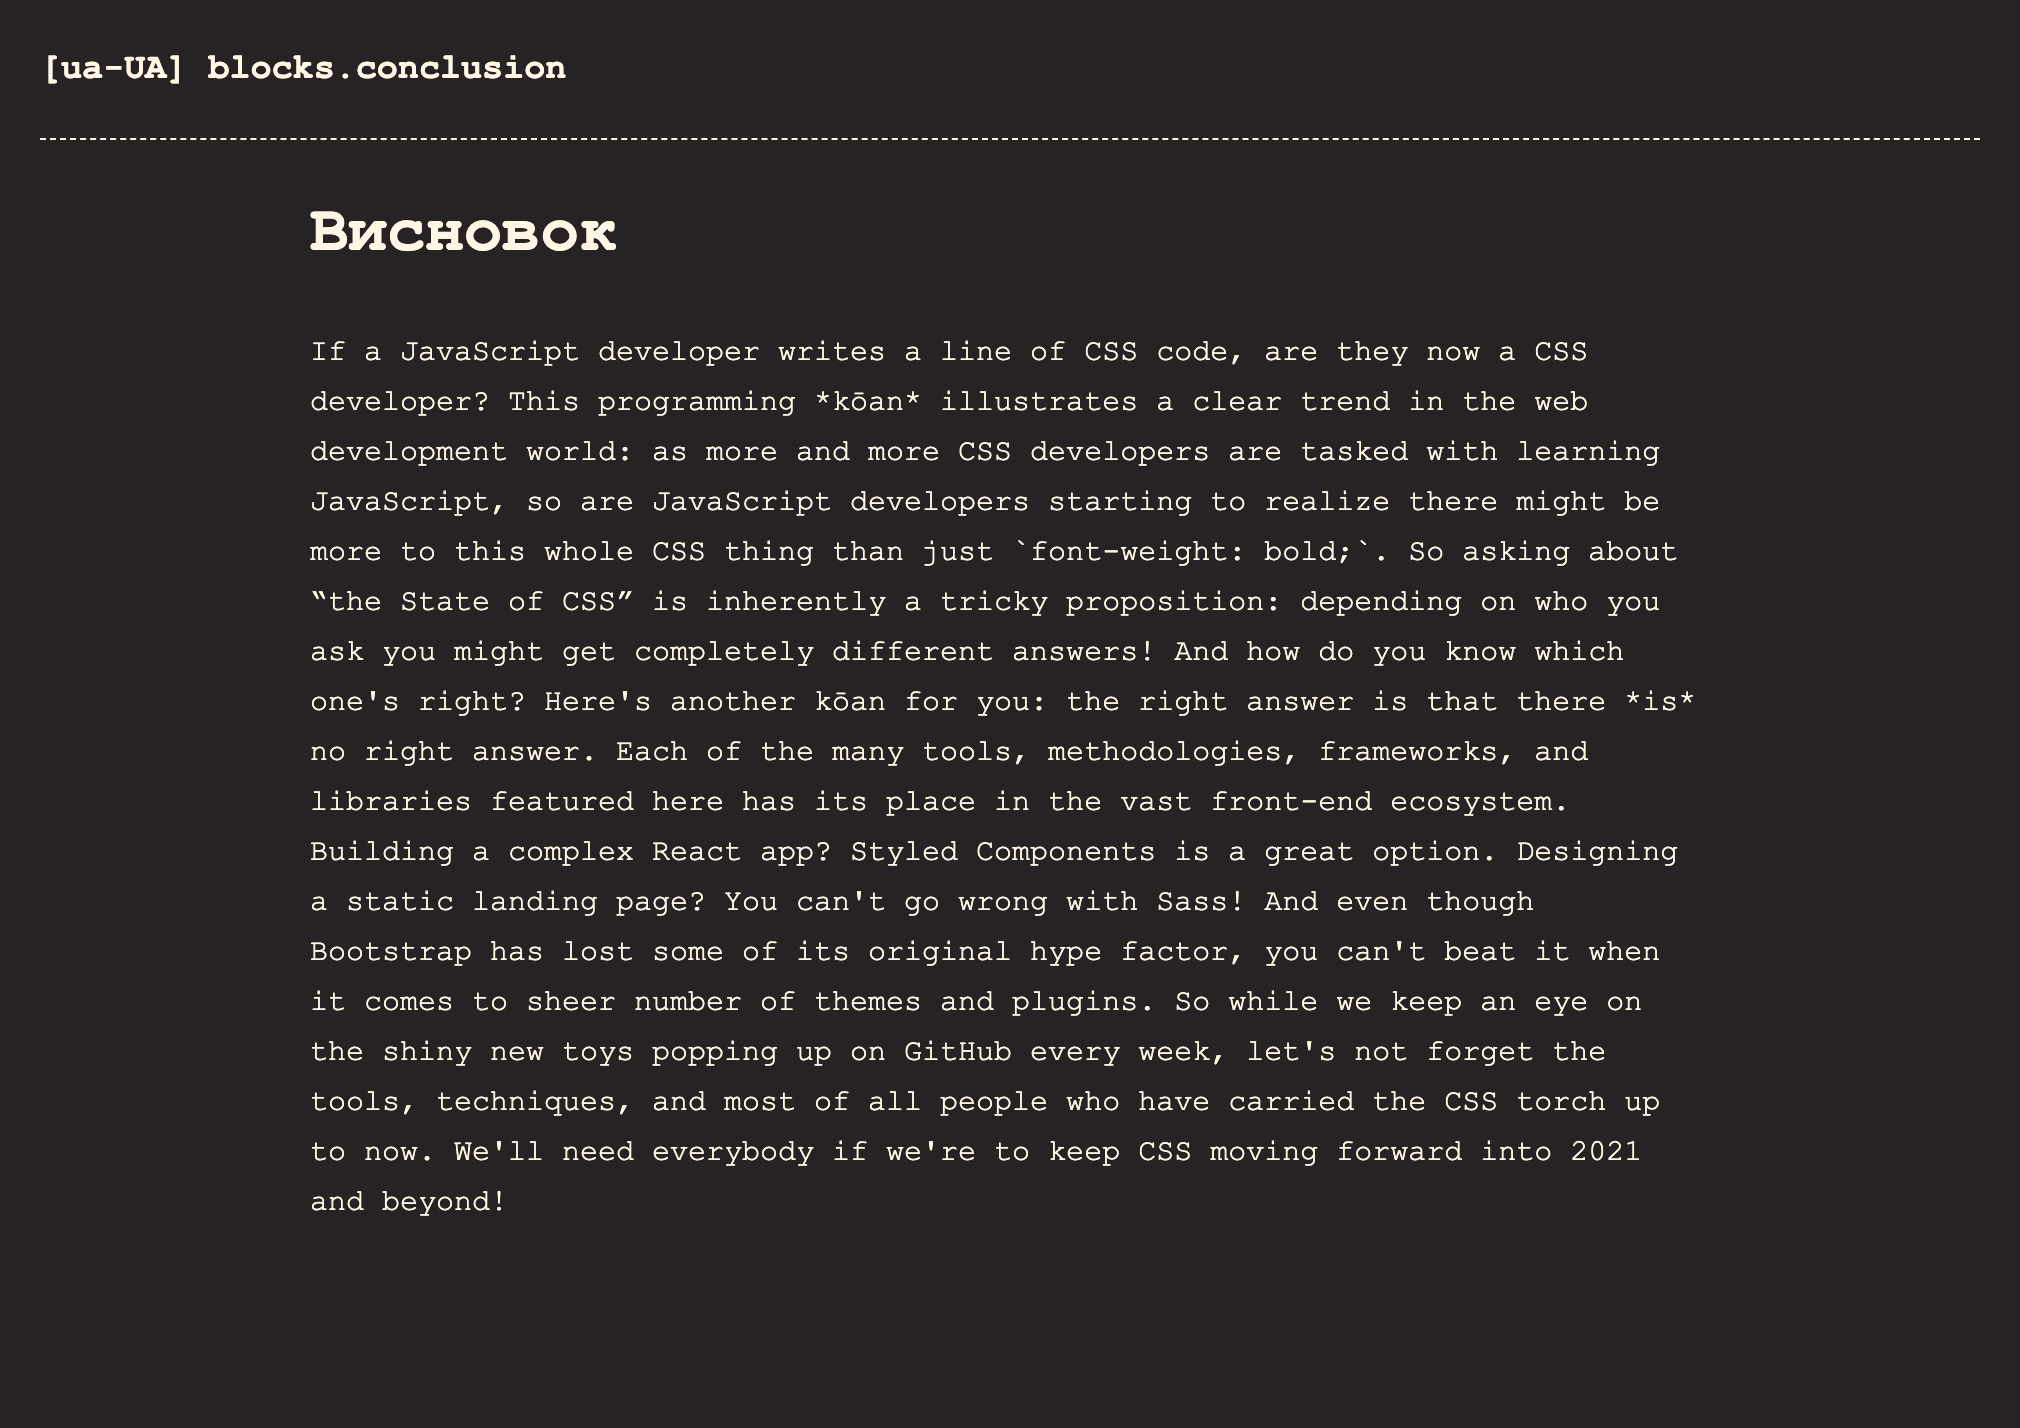 [ua-UA] blocks.conclusion
Висновок
If a JavaScript developer writes a line of CSS code, are they now a CSS
developer? This programming *kōan* illustrates a clear trend in the web
development world: as more and more CSS developers are tasked with learning
JavaScript, so are JavaScript developers starting to realize there might be
more to this whole CSS thing than just `font-weight: bold;`. So asking about
“the State of CSS” is inherently a tricky proposition: depending on who you
ask you might get completely different answers! And how do you know which
one's right? Here's another kōan for you: the right answer is that there *is*
no right answer. Each of the many tools, methodologies, frameworks, and
libraries featured here has its place in the vast front-end ecosystem.
Building a complex React app? Styled Components is a great option. Designing
a static landing page? You can't go wrong with Sass! And even though
Bootstrap has lost some of its original hype factor, you can't beat it when
it comes to sheer number of themes and plugins. So while we keep an eye on
the shiny new toys popping up on GitHub every week, let's not forget the
tools, techniques, and most of all people who have carried the CSS torch up
to now. We'll need everybody if we're to keep CSS moving forward into 2021
and beyond!